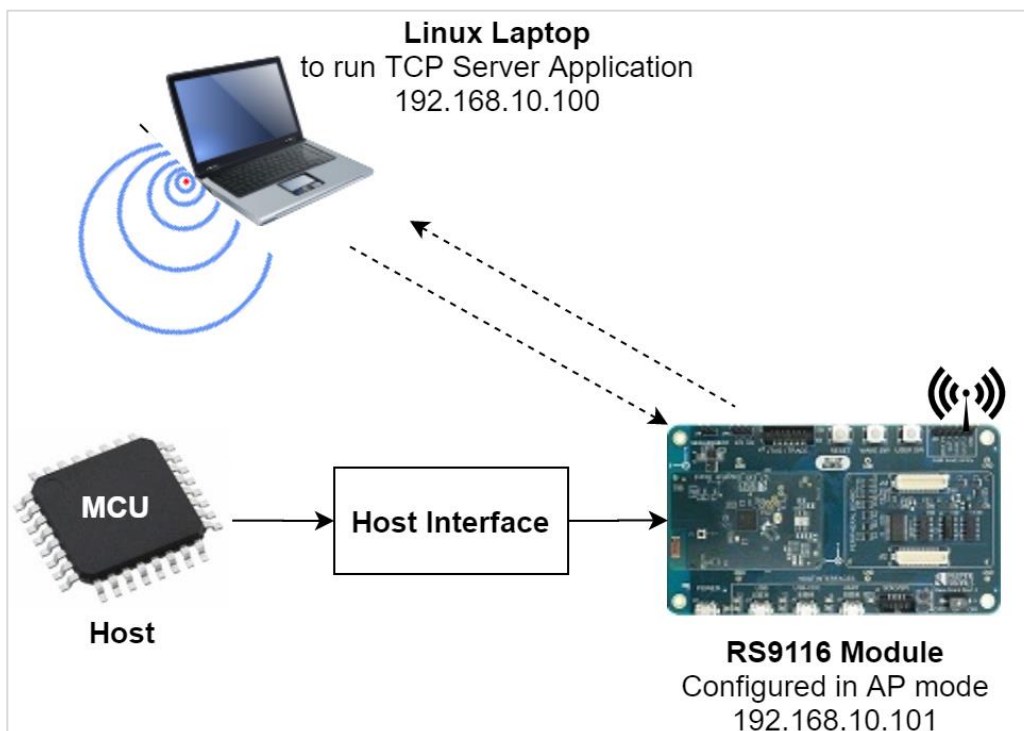 Linux Laptop
to run TCP Server Application
192.168.10.100
MCU
Host Interface
Host
RS9116 Module
Configured in AP mode
192.168.10.101